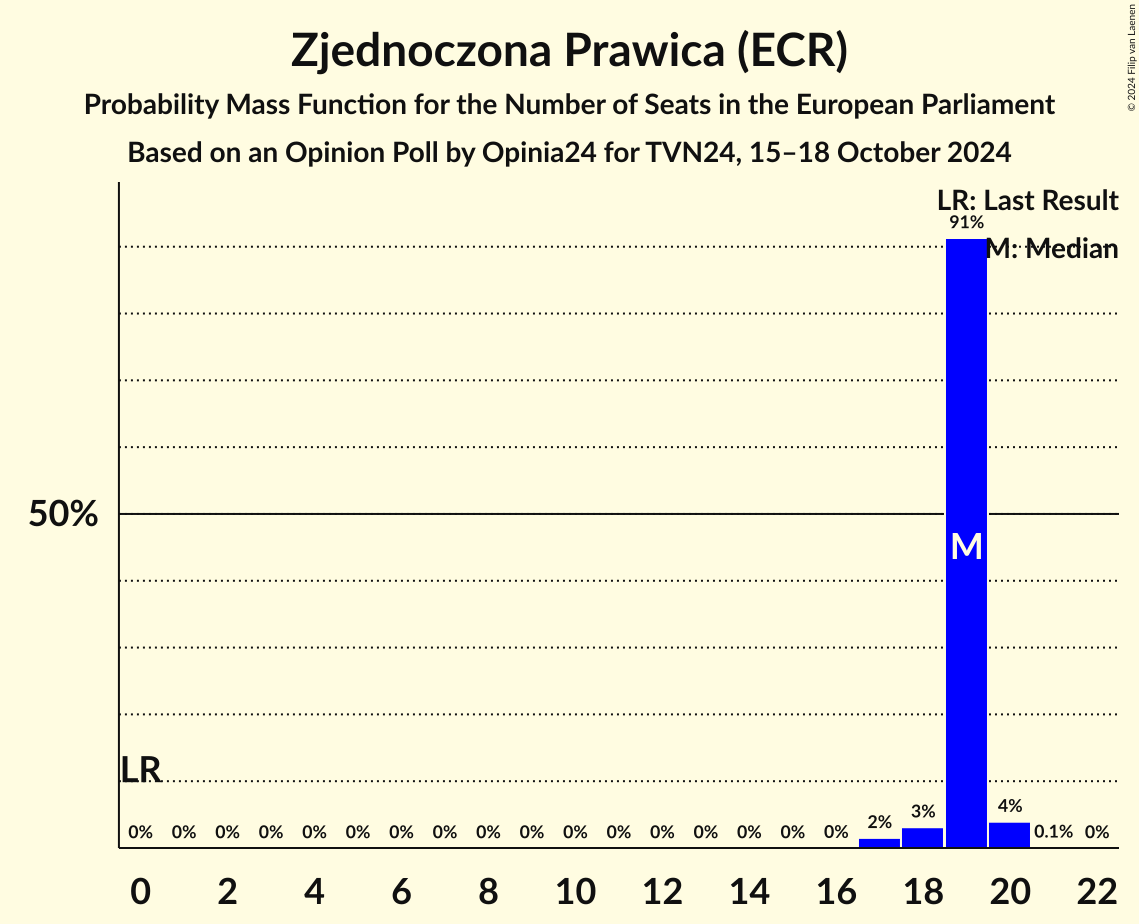 Zjednoczona Prawica (ECR)
Probability Mass Function for the Number of Seats in the European Parliament
Based on an Opinion Poll by Opinia24 for TVN24, 15–18 October 2024
© 2024 Filip van Laenen
LR: Last Result
91%
M: Median
50%
M
LR
0% 0% 0% 0% 0% 0% 0% 0% 0% 0% 0% 0% 0% 0% 0% 0% 0% 2% 3% 4% 0.1% 0%
0 2 4 6 8 10 12 14 16 18 20 22